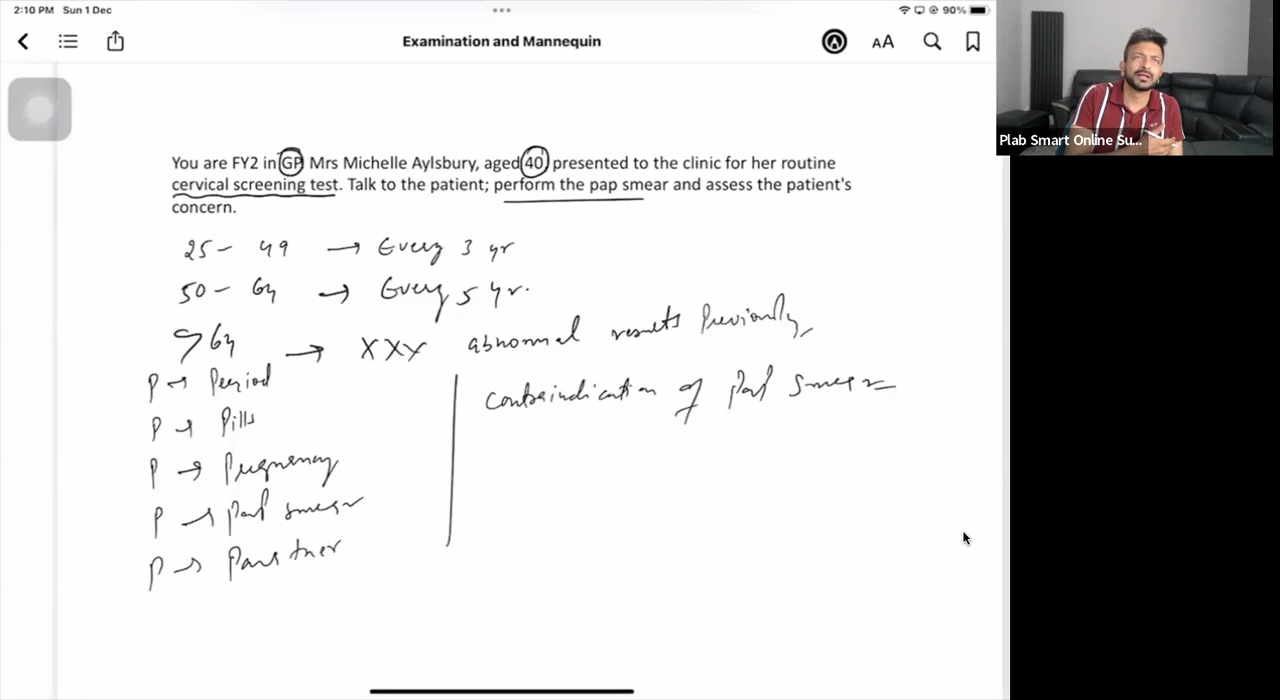 2:10 PM Sun 1 Dec
90%
Examination and Mannequin
AA
Plab Smart Online Su...
You are FY2 in GP Mrs Michelle Aylsbury, aged 40 presented to the clinic for her routine
cervical screening test. Talk to the patient; perform the pap smear and assess the patient's
concern.
25 - 49 → Every 3 yr
50 - 64 → Every 5 yr.
>64 → XXX abnormal results Previously,
P → Period
P → Pills
P → Pregnency
P → Pap smear
P → Partner
contraindication of Pap smear